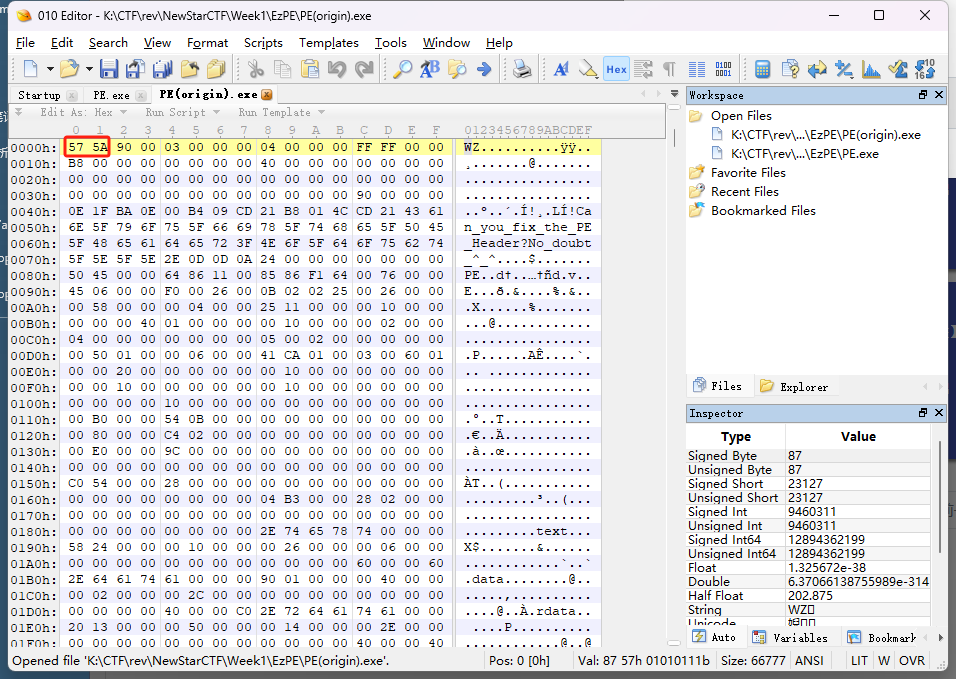 010 Editor - K:\CTF\rev\NewStarCTF\Week1\EzPE\PE(origin).exe
File Edit Search View Format Scripts Templates Tools Window Help
Startup PE.exe PE(origin).exe
Edit As: Hex Run Script Run Template
0 1 2 3 4 5 6 7 8 9 A B C D E F 0123456789ABCDEF
0000h: 57 5A 90 00 03 00 00 00 04 00 00 00 FF FF 00 00 WZ..........ÿÿ..
0010h: B8 00 00 00 00 00 00 00 40 00 00 00 00 00 00 00 ¸.......@.......
0020h: 00 00 00 00 00 00 00 00 00 00 00 00 00 00 00 00 ................
0030h: 00 00 00 00 00 00 00 00 00 00 00 00 90 00 00 00 ................
0040h: 0E 1F BA 0E 00 B4 09 CD 21 B8 01 4C CD 21 43 61 ..º..´.Í!¸.LÍ!Ca
0050h: 6E 5F 79 6F 75 5F 66 69 78 5F 74 68 65 5F 50 45 n_you_fix_the_PE
0060h: 5F 48 65 61 64 65 72 3F 4E 6F 5F 64 6F 75 62 74 _Header?No_doubt
0070h: 5F 5E 5F 5E 2E 0D 0D 0A 24 00 00 00 00 00 00 00 _^_^....$.......
0080h: 50 45 00 00 64 86 11 00 85 86 F1 64 00 76 00 00 PE..d†..…†ñd.v..
0090h: 45 06 00 00 F0 00 26 00 0B 02 02 25 00 26 00 00 E...ð.&....%.&..
00A0h: 00 58 00 00 00 04 00 00 25 11 00 00 00 10 00 00 .X......%.......
00B0h: 00 00 00 40 01 00 00 00 00 10 00 00 00 02 00 00 ...@............
00C0h: 04 00 00 00 00 00 00 00 05 00 02 00 00 00 00 00 ................
00D0h: 00 50 01 00 00 06 00 00 41 CA 01 00 03 00 60 01 .P......AÊ....`.
00E0h: 00 00 20 00 00 00 00 00 00 10 00 00 00 00 00 00 .. .............
00F0h: 00 00 10 00 00 00 00 00 00 10 00 00 00 00 00 00 ................
0100h: 00 00 00 00 10 00 00 00 00 00 00 00 00 00 00 00 ................
0110h: 00 B0 00 00 54 0B 00 00 00 00 00 00 00 00 00 00 .°..T...........
0120h: 00 80 00 00 C4 02 00 00 00 00 00 00 00 00 00 00 .€..Ä...........
0130h: 00 E0 00 00 9C 00 00 00 00 00 00 00 00 00 00 00 .à..œ...........
0140h: 00 00 00 00 00 00 00 00 00 00 00 00 00 00 00 00 ................
0150h: C0 54 00 00 28 00 00 00 00 00 00 00 00 00 00 00 ÀT..(...........
0160h: 00 00 00 00 00 00 00 00 04 B3 00 00 28 02 00 00 .........³..(...
0170h: 00 00 00 00 00 00 00 00 00 00 00 00 00 00 00 00 ................
0180h: 00 00 00 00 00 00 00 00 2E 74 65 78 74 00 00 00 .........text...
0190h: 58 24 00 00 00 10 00 00 00 26 00 00 00 06 00 00 X$.......&......
01A0h: 00 00 00 00 00 00 00 00 00 00 00 00 60 00 00 60 ............`..`
01B0h: 2E 64 61 74 61 00 00 00 90 01 00 00 00 40 00 00 .data........@..
01C0h: 00 02 00 00 00 2C 00 00 00 00 00 00 00 00 00 00 .....,..........
01D0h: 00 00 00 00 40 00 00 C0 2E 72 64 61 74 61 00 00 ....@..À.rdata..
01E0h: 20 13 00 00 00 50 00 00 00 14 00 00 00 2E 00 00 ....P..........
01F0h: 00 00 00 00 00 00 00 00 00 00 00 00 40 00 00 40 ............@..@
Workspace
Open Files
K:\CTF\rev\...\EzPE\PE(origin).exe
K:\CTF\rev\...\EzPE\PE.exe
Favorite Files
Recent Files
Bookmarked Files
Files Explorer
Inspector
Type Value
Signed Byte 87
Unsigned Byte 87
Signed Short 23127
Unsigned Short 23127
Signed Int 9460311
Unsigned Int 9460311
Signed Int64 12894362199
Unsigned Int64 12894362199
Float 1.325672e-38
Double 6.37066138755989e-314
Half Float 202.875
String WZ
Unicode
Auto Variables Bookmark
Opened file 'K:\CTF\rev\NewStarCTF\Week1\EzPE\PE(origin).exe'. Pos: 0 [0h] Val: 87 57h 01010111b Size: 66777 ANSI LIT W OVR